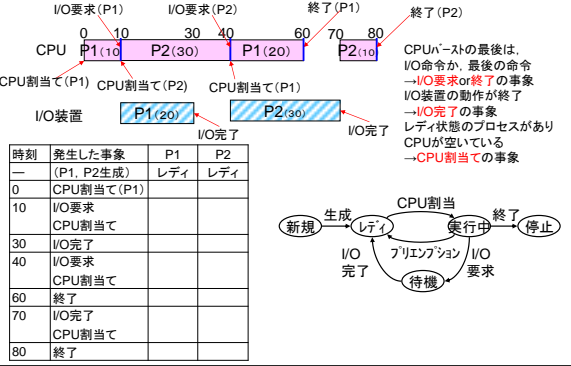 I/O要求(P1)
I/O要求(P2)
終了(P1)
終了(P2)
0 10 30 40 60 70 80
CPU P1(10 P2(30) P1(20) P2(10
CPU割当て(P1) CPU割当て(P2) CPU割当て(P1)
I/O装置 P1(20) P2(30)
I/O完了 I/O完了
CPUバーストの最後は,
I/O命令か, 最後の命令
→I/O要求or終了の事象
I/O装置の動作が終了
→I/O完了の事象
レディ状態のプロセスがあり
CPUが空いている
→CPU割当ての事象
時刻 発生した事象 P1 P2
― (P1, P2生成) レディ レディ
0 CPU割当て(P1)
10 I/O要求
CPU割当て
30 I/O完了
40 I/O要求
CPU割当て
60 終了
70 I/O完了
CPU割当て
80 終了
CPU割当
新規 生成 レディ 実行中 終了 停止
プリエンプション
I/O
完了
I/O
要求
待機